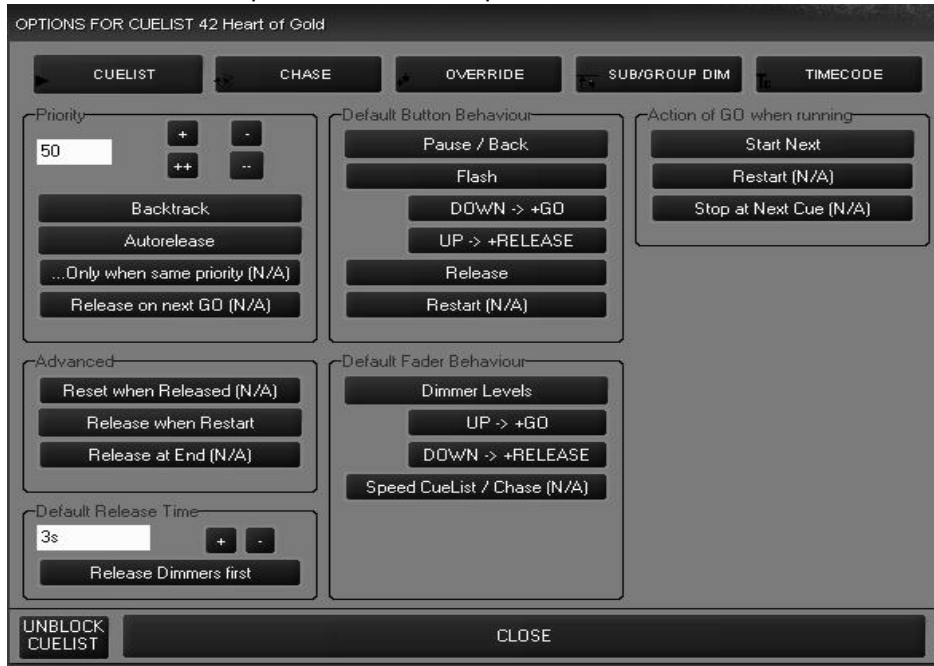 OPTIONS FOR CUELIST 42 Heart of Gold
CUELIST
CHASE
OVERRIDE
SUB/GROUP DIM
TIMECODE
Priority
50
+
-
++
--
Backtrack
Autorelease
...Only when same priority (N/A)
Release on next GO (N/A)
Default Button Behaviour
Pause / Back
Flash
DOWN -> +GO
UP -> +RELEASE
Release
Restart (N/A)
Action of GO when running
Start Next
Restart (N/A)
Stop at Next Cue (N/A)
Advanced
Reset when Released (N/A)
Release when Restart
Release at End (N/A)
Default Fader Behaviour
Dimmer Levels
UP -> +GO
DOWN -> +RELEASE
Speed CueList / Chase (N/A)
Default Release Time
3s
+
-
Release Dimmers first
UNBLOCK
CUELIST
CLOSE